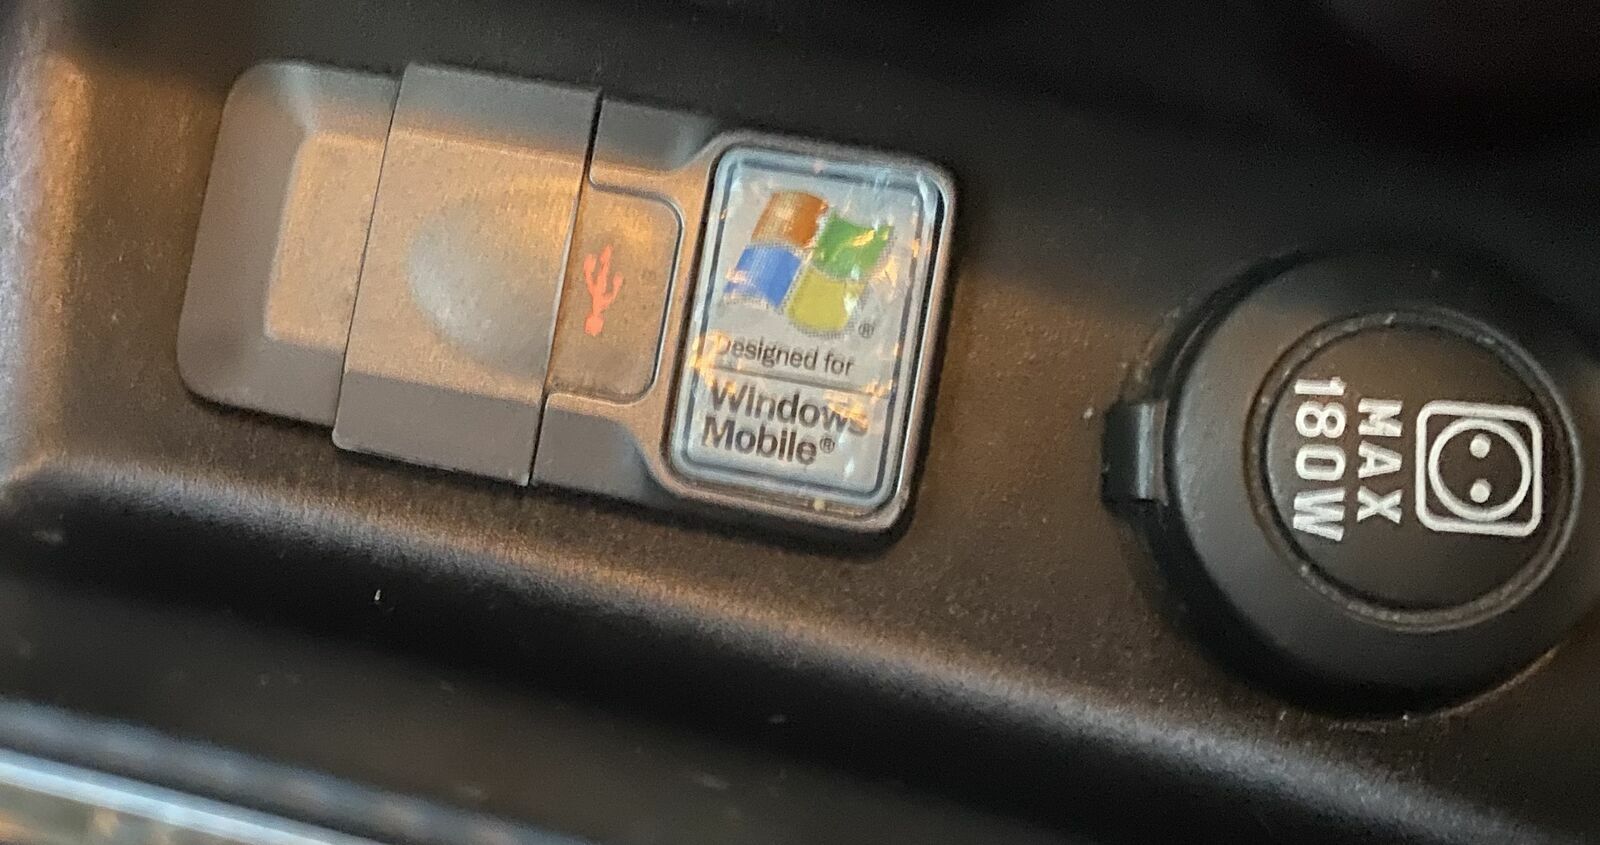 ®
Designed for
Windows
Mobile®
MAX
180W